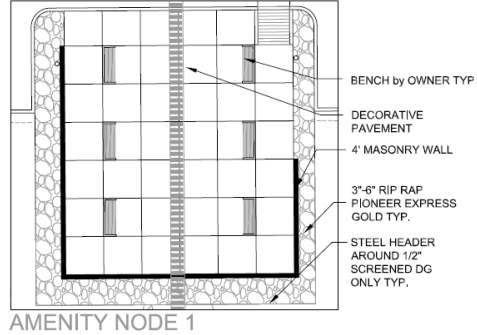 BENCH by OWNER TYP
DECORATIVE
PAVEMENT
4' MASONRY WALL
3"-6" RIP RAP
PIONEER EXPRESS
GOLD TYP.
STEEL HEADER
AROUND 1/2"
SCREENED DG
ONLY TYP.
AMENITY NODE 1